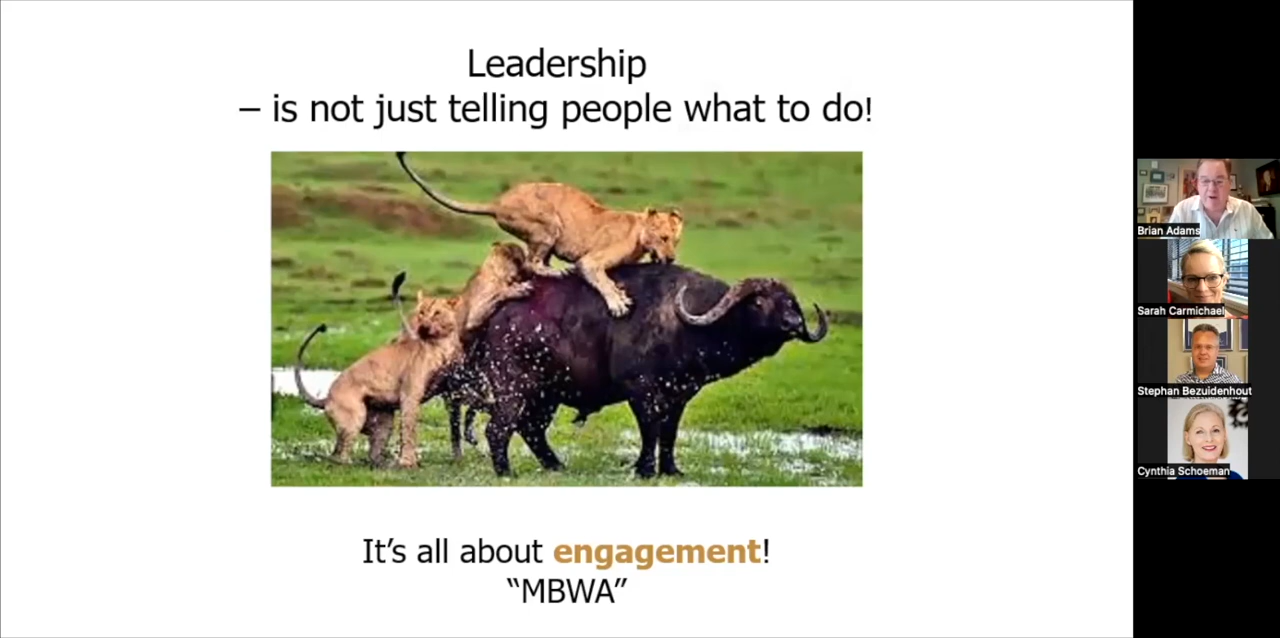 Leadership
– is not just telling people what to do!
It’s all about engagement!
“MBWA”
Brian Adams
Sarah Carmichael
Stephan Bezuidenhout
Cynthia Schoeman